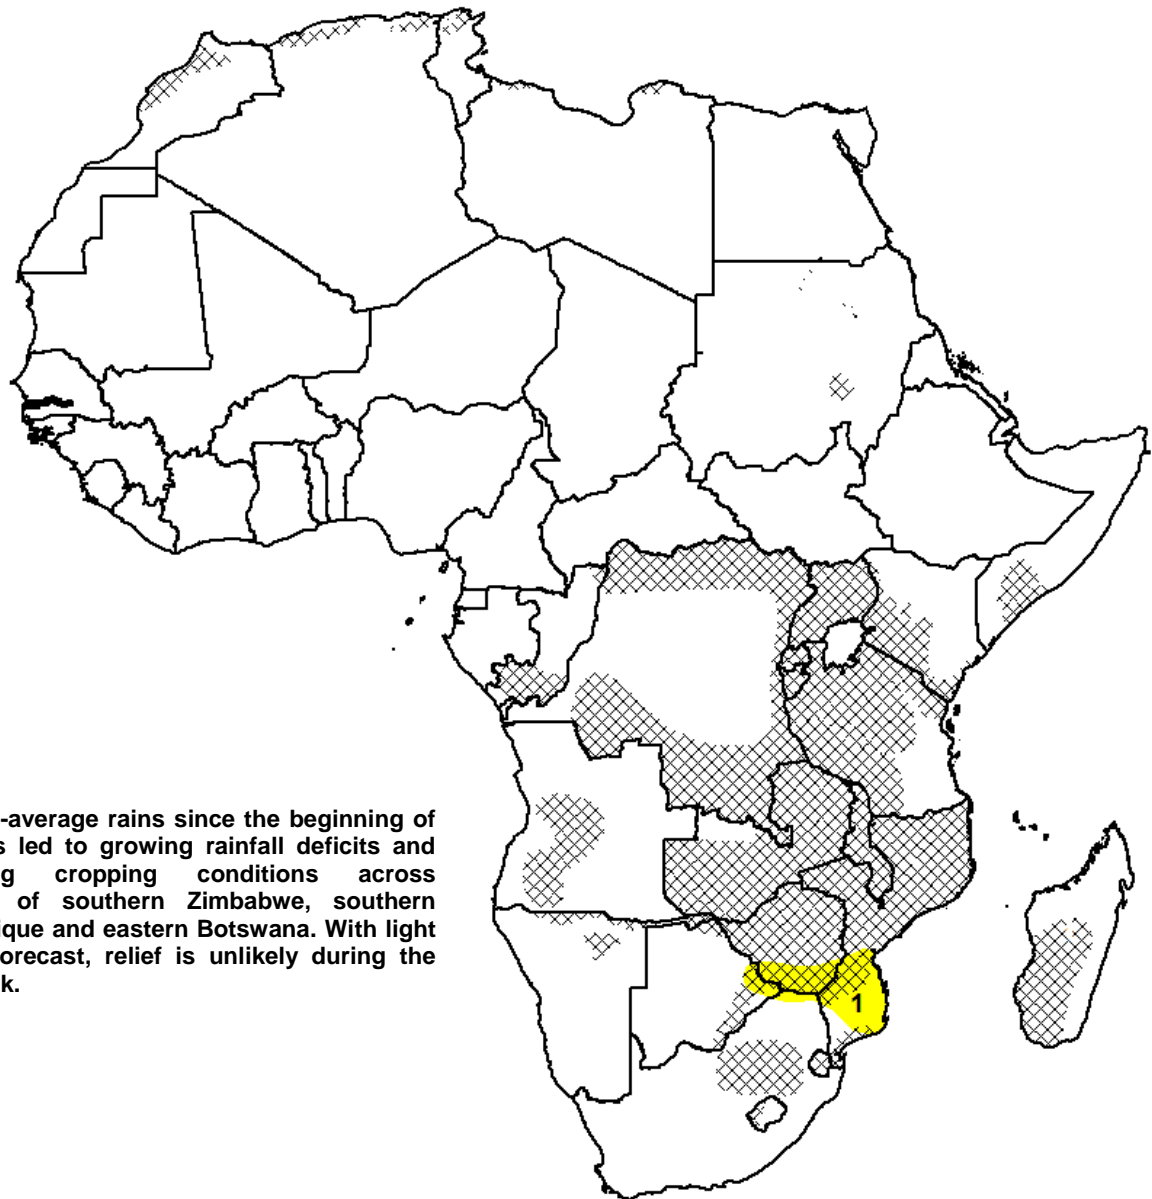 -average rains since the beginning of
s led to growing rainfall deficits and
g cropping conditions across
of southern Zimbabwe, southern
ique and eastern Botswana. With light
orecast, relief is unlikely during the
k.
1